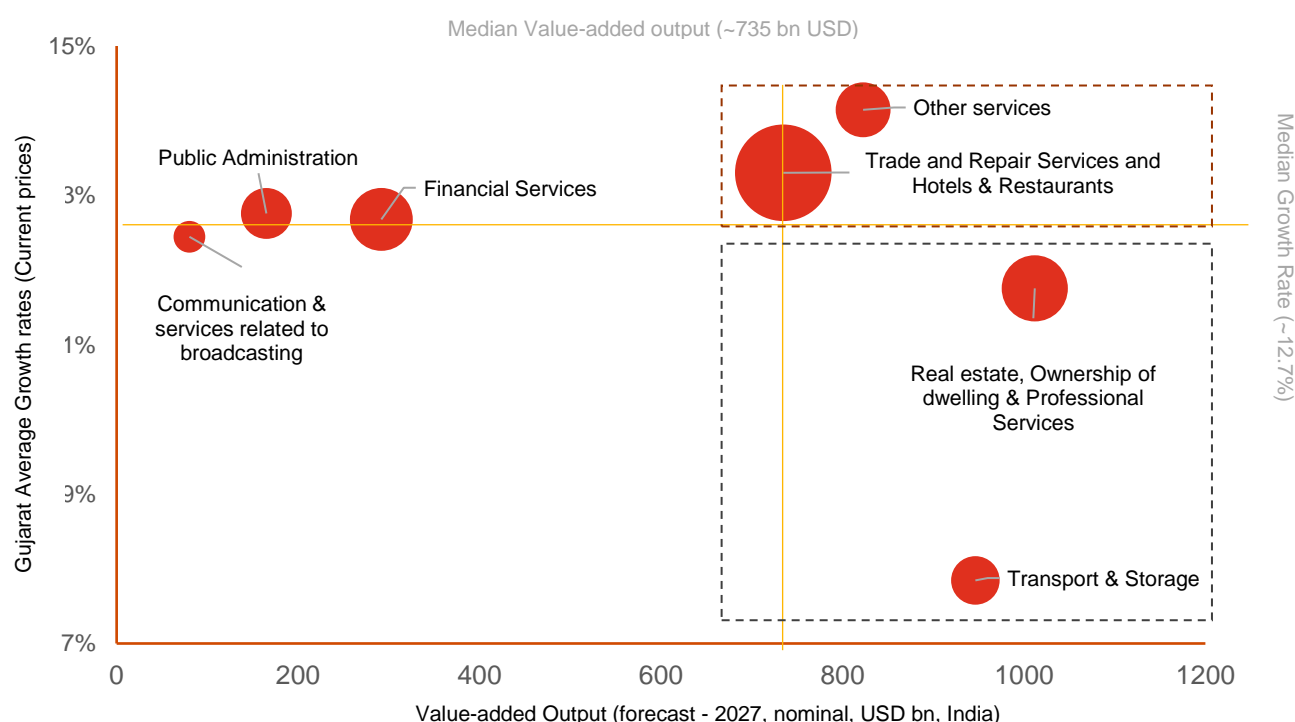 Median Value-added output (~735 bn USD)
15%
3%
1%
9%
7%
Gujarat Average Growth rates (Current prices)
Public Administration
Financial Services
Other services
Trade and Repair Services and
Hotels & Restaurants
Communication &
services related to
broadcasting
Real estate, Ownership of
dwelling & Professional
Services
Transport & Storage
Median Growth Rate (~12.7%)
0 200 400 600 800 1000 1200
Value-added Output (forecast - 2027, nominal, USD bn, India)